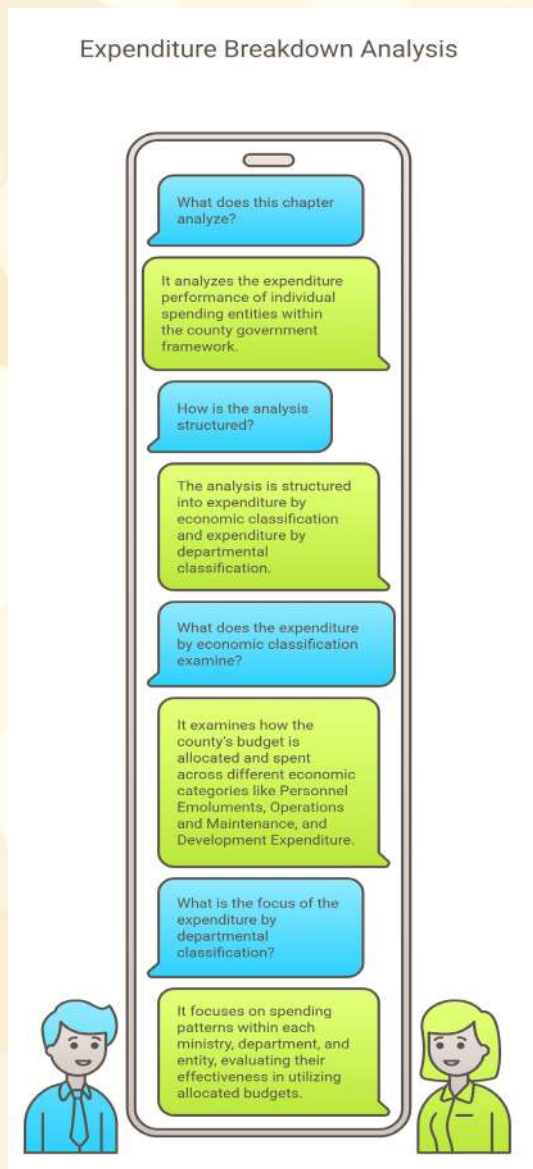 Expenditure Breakdown Analysis
What does this chapter
analyze?
It analyzes the expenditure
performance of individual
spending entities within
the county government
framework.
How is the analysis
structured?
The analysis is structured
into expenditure by
economic classification
and expenditure by
departmental
classification.
What does the expenditure
by economic classification
examine?
It examines how the
county's budget is
allocated and spent
across different economic
categories like Personnel
Emoluments, Operations
and Maintenance, and
Development Expenditure.
What is the focus of the
expenditure by
departmental
classification?
It focuses on spending
patterns within each
ministry, department, and
entity, evaluating their
effectiveness in utilizing
allocated budgets.